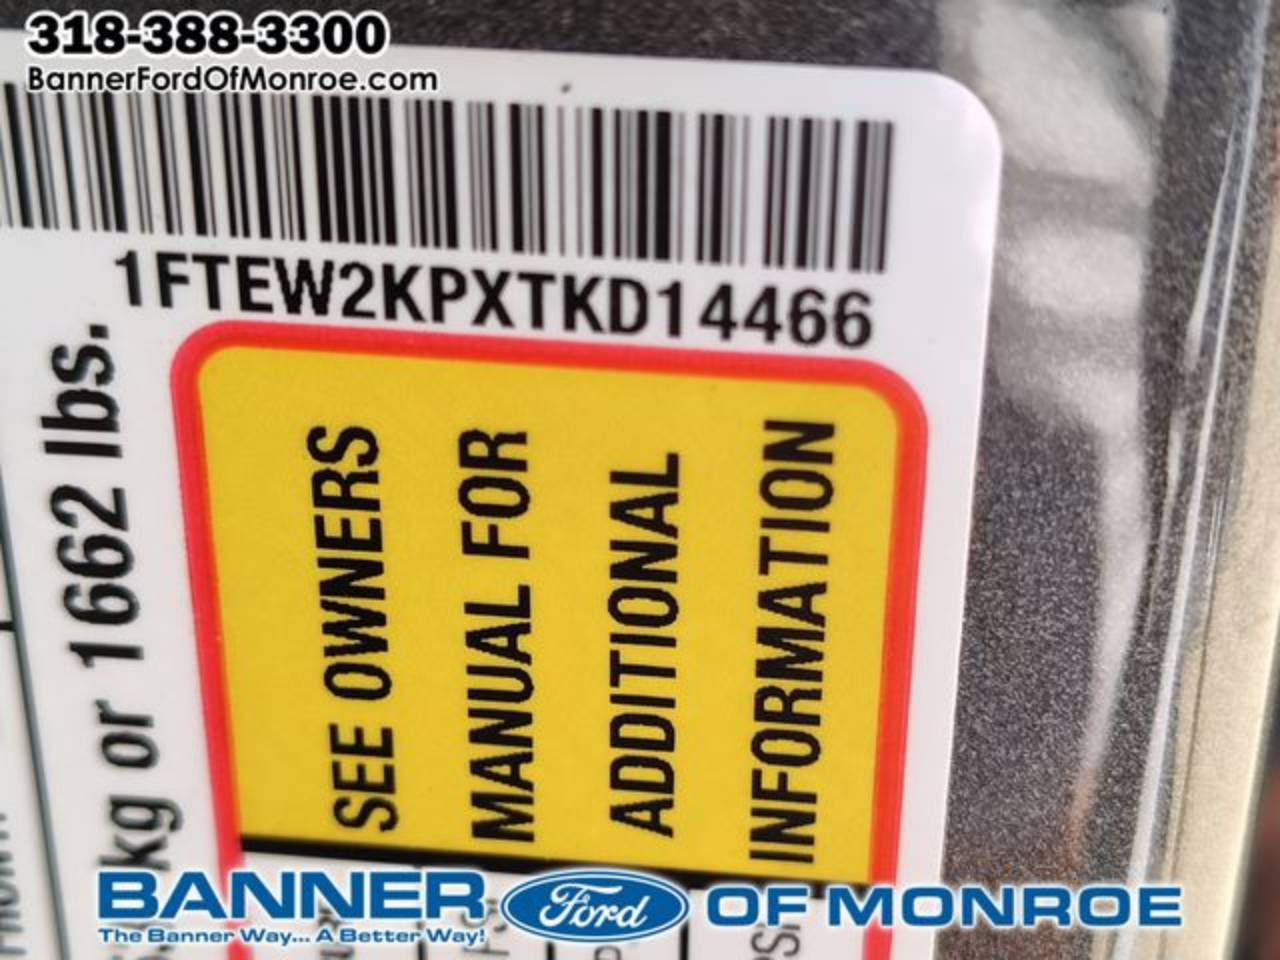 318-388-3300
BannerFordOfMonroe.com
1FTEW2KPXTKD14466
kg or 1662 lbs.
SEE OWNERS
MANUAL FOR
ADDITIONAL
INFORMATION
BANNER Ford OF MONROE
The Banner Way... A Better Way!